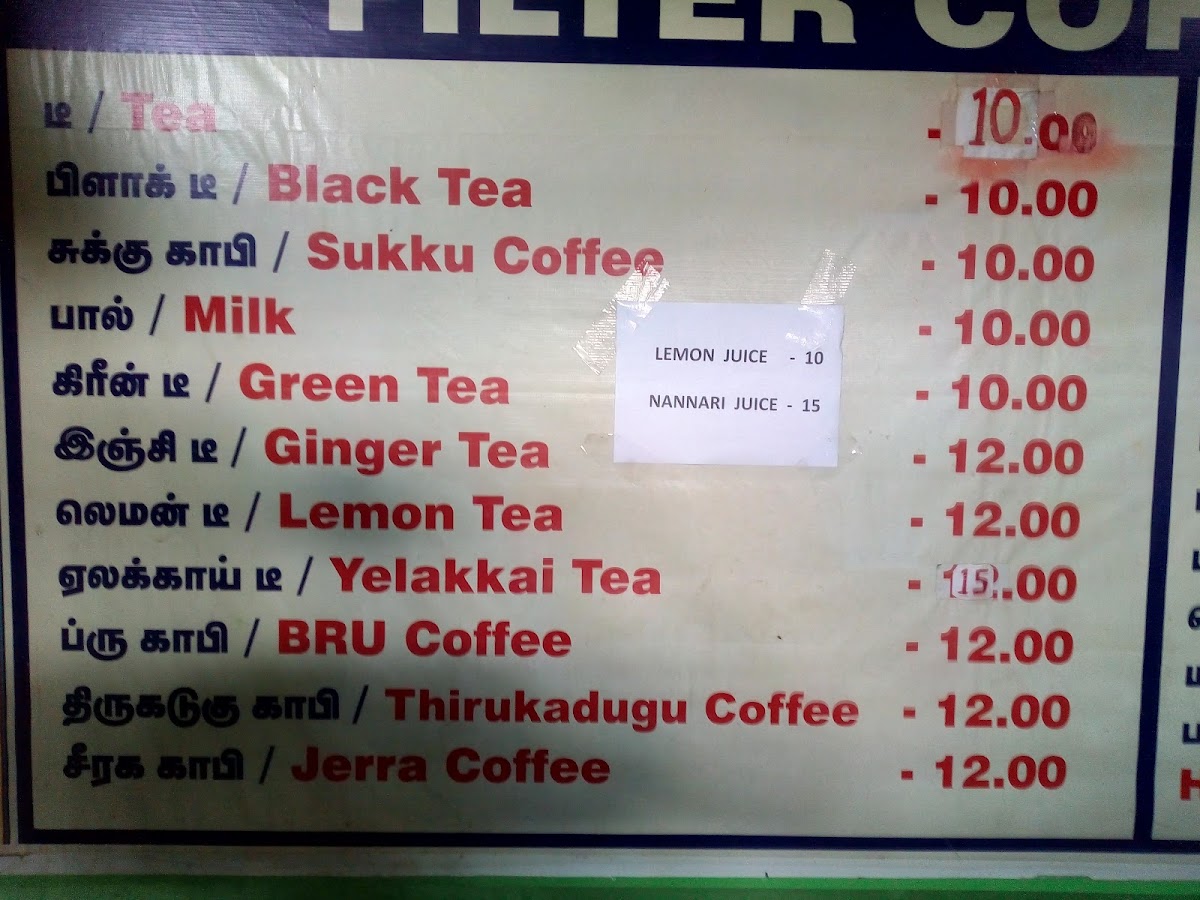 FILTER
டீ / Tea - 10.00
பிளாக் டீ / Black Tea - 10.00
சுக்கு காபி / Sukku Coffee - 10.00
பால் / Milk - 10.00
LEMON JUICE - 10
கிரீன் டீ / Green Tea - 10.00
NANNARI JUICE - 15
இஞ்சி டீ / Ginger Tea - 12.00
லெமன் டீ / Lemon Tea - 12.00
ஏலக்காய் டீ / Yelakkai Tea - 15.00
ப்ரு காபி / BRU Coffee - 12.00
திருகடுகு காபி / Thirukadugu Coffee - 12.00
சீரக காபி / Jerra Coffee - 12.00